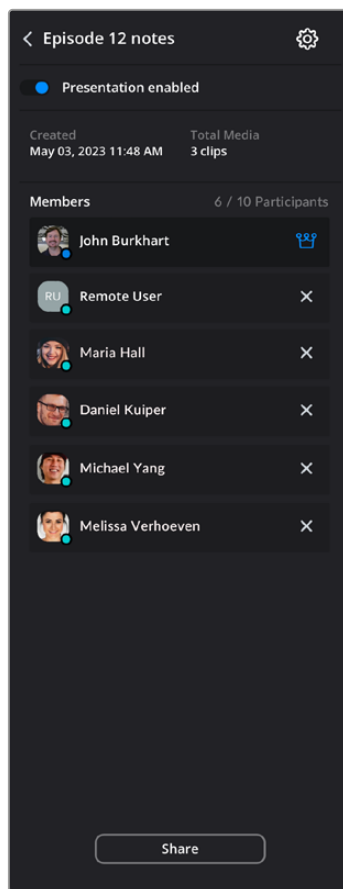 Episode 12 notes
Presentation enabled
Created Total Media
May 03, 2023 11:48 AM 3 clips
Members 6 / 10 Participants
John Burkhart
RU Remote User
Maria Hall
Daniel Kuiper
Michael Yang
Melissa Verhoeven
Share